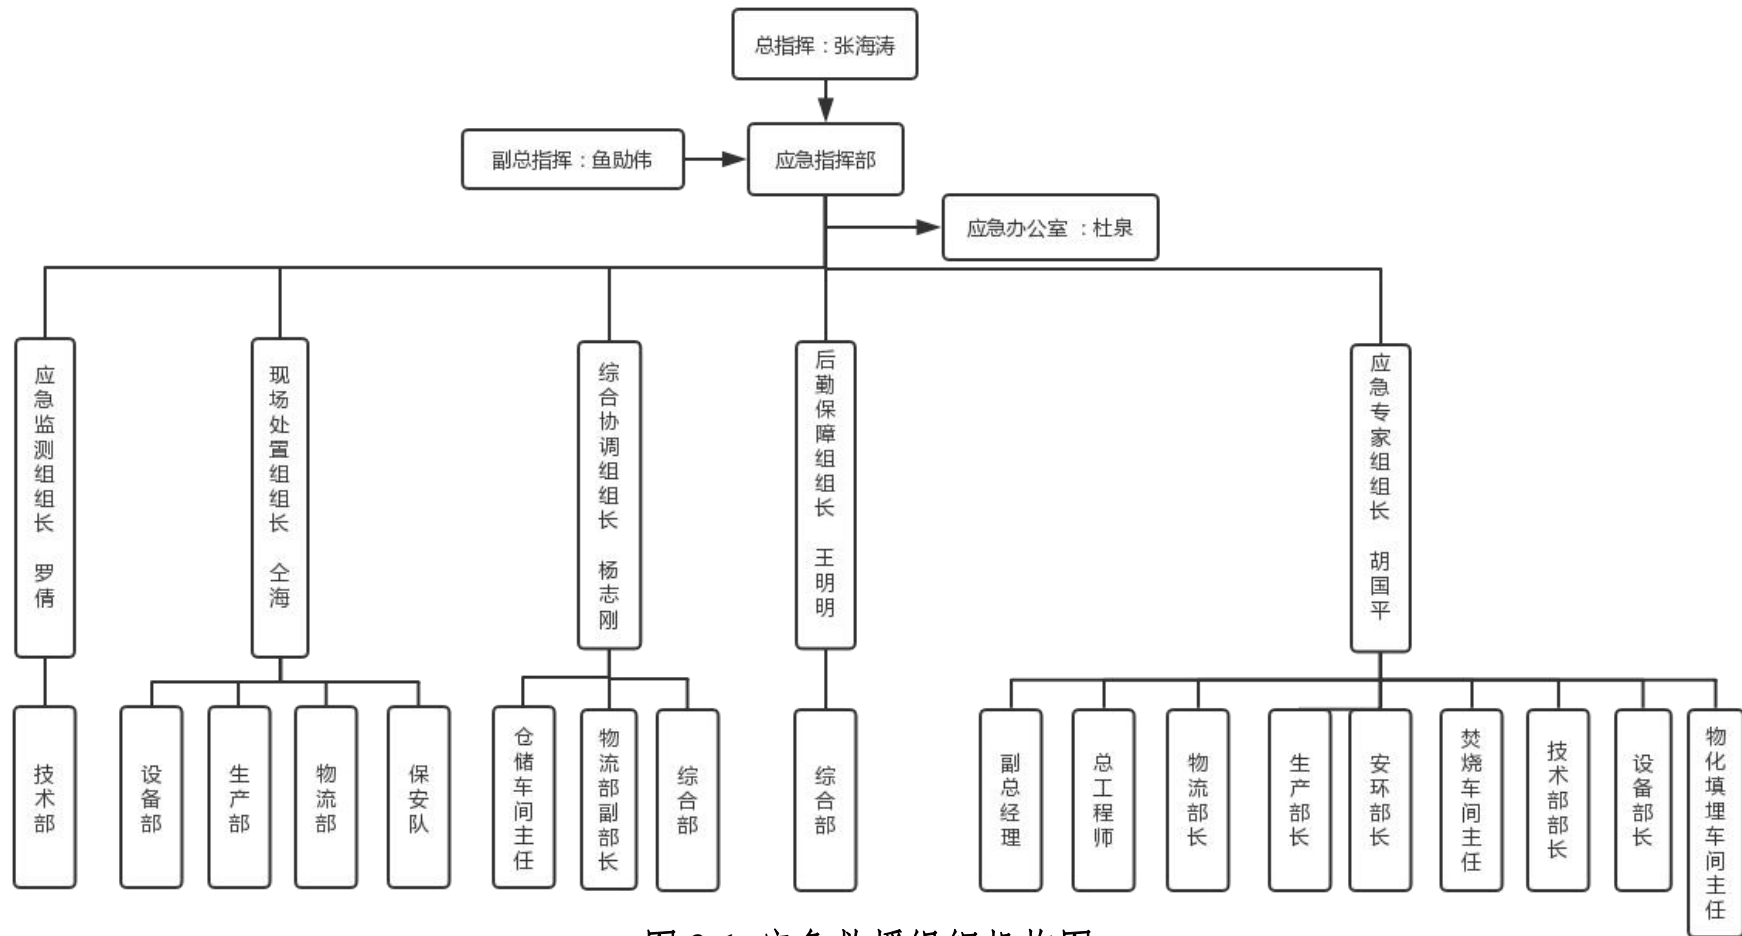 总指挥：张海涛
副总指挥：鱼勋伟
应急指挥部
应急办公室 ：杜泉
应急监测组组长 罗倩
现场处置组组长 仝海
综合协调组组长 杨志刚
后勤保障组组长 王明明
应急专家组组长 胡国平
技术部
设备部
生产部
物流部
保安队
仓储车间主任
物流部副部长
综合部
综合部
副总经理
总工程师
物流部长
生产部长
安环部长
焚烧车间主任
技术部部长
设备部长
物化填埋车间主任